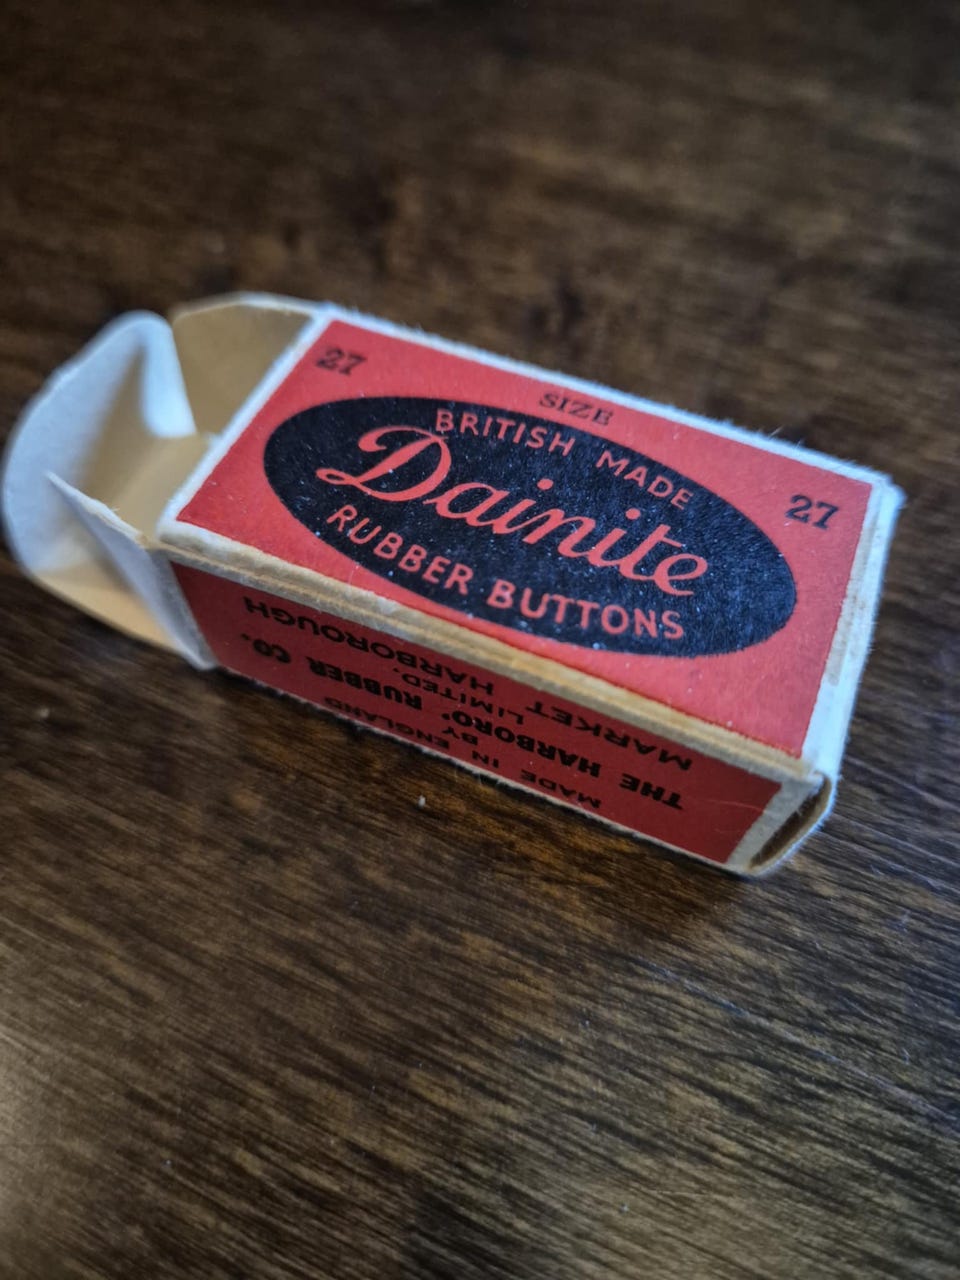 27 SIZE 27
BRITISH MADE
Dainite
RUBBER BUTTONS
MADE IN ENGLAND
BY
THE HARBORO' RUBBER CO.
LIMITED,
MARKET HARBOROUGH